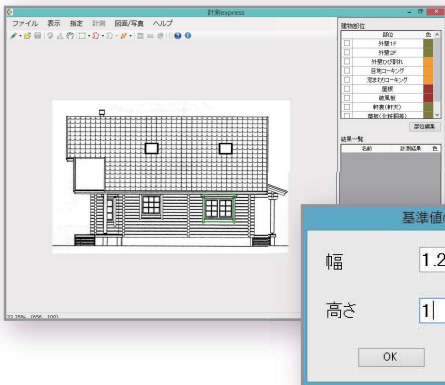 計測express
ファイル 表示 指定 計測 図面/写真 ヘルプ
建物部位
部位 色
外壁1F
外壁2F
外壁ひび割れ
目地コーキング
窓まわりコーキング
屋根
破風板
軒裏(軒天)
部位編集
結果一覧
名前 計測結果 色
基準値
幅 1.2
高さ 1
OK